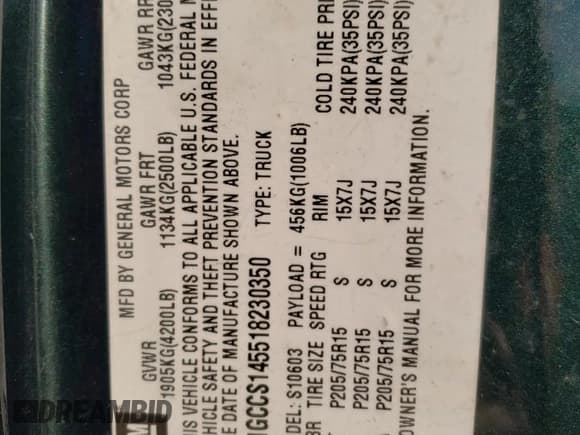 MFD BY GENERAL MOTORS CORP
GVWR GAWR FRT GAWR RR
1905KG(4200LB) 1134KG(2500LB) 1043KG(230
IS VEHICLE CONFORMS TO ALL APPLICABLE U.S. FEDERAL M
HICLE SAFETY AND THEFT PREVENTION STANDARDS IN EFF
E DATE OF MANUFACTURE SHOWN ABOVE.
1GCCS145518230350 TYPE: TRUCK
DEL: S10603 PAYLOAD = 456KG(1006LB)
TIRE SIZE SPEED RTG RIM COLD TIRE PR
P205/75R15 S 15X7J 240KPA(35PSI)
P205/75R15 S 15X7J 240KPA(35PSI)
P205/75R15 S 15X7J 240KPA(35PSI)
OWNER'S MANUAL FOR MORE INFORMATION.
DREAMBID